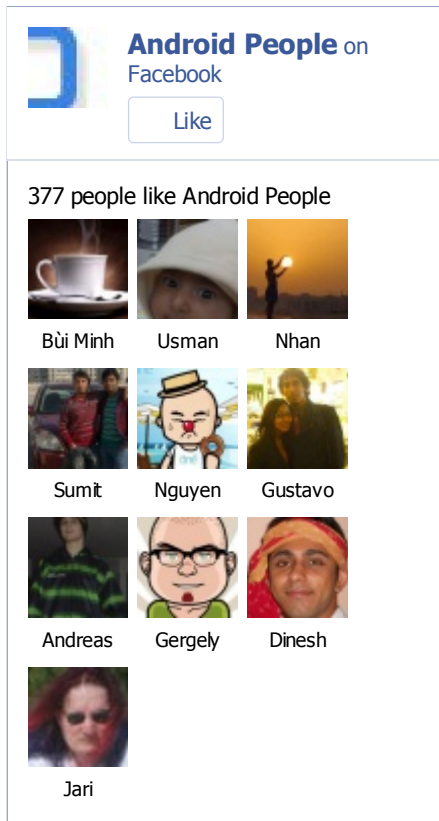 Android People on
Facebook
Like
377 people like Android People
Bùi Minh Usman Nhan
Sumit Nguyen Gustavo
Andreas Gergely Dinesh
Jari